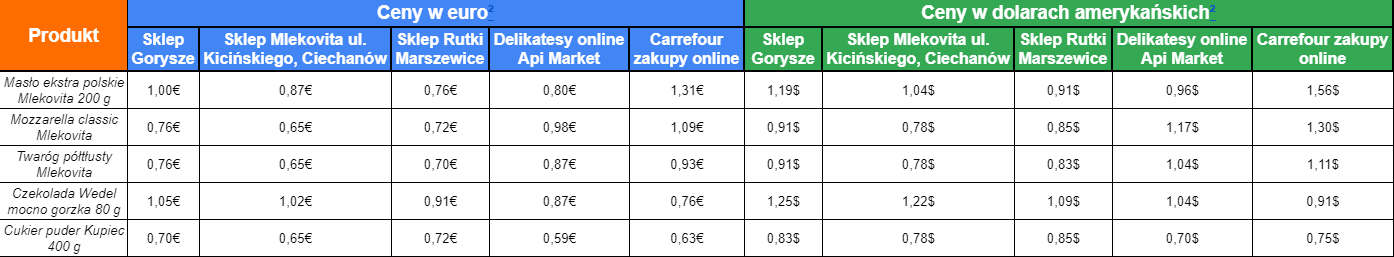 Produkt
Ceny w euro²
Ceny w dolarach amerykańskich²
Sklep
Gorysze
Sklep Mlekovita ul.
Kicińskiego, Ciechanów
Sklep Rutki
Marszewice
Delikatesy online
Api Market
Carrefour
zakupy online
Sklep
Gorysze
Sklep Mlekovita ul.
Kicińskiego, Ciechanów
Sklep Rutki
Marszewice
Delikatesy online
Api Market
Carrefour zakupy
online
Masło ekstra polskie
Mlekovita 200 g
1,00€
0,87€
0,76€
0,80€
1,31€
1,19$
1,04$
0,91$
0,96$
1,56$
Mozzarella classic
Mlekovita
0,76€
0,65€
0,72€
0,98€
1,09€
0,91$
0,78$
0,85$
1,17$
1,30$
Twaróg półtłusty
Mlekovita
0,76€
0,65€
0,70€
0,87€
0,93€
0,91$
0,78$
0,83$
1,04$
1,11$
Czekolada Wedel
mocno gorzka 80 g
1,05€
1,02€
0,91€
0,87€
0,76€
1,25$
1,22$
1,09$
1,04$
0,91$
Cukier puder Kupiec
400 g
0,70€
0,65€
0,72€
0,59€
0,63€
0,83$
0,78$
0,85$
0,70$
0,75$